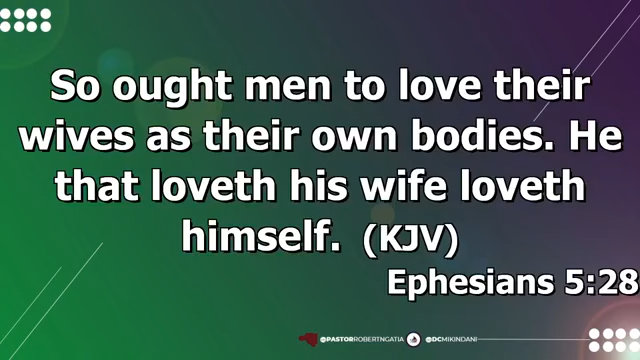 So ought men to love their
wives as their own bodies. He
that loveth his wife loveth
himself. (KJV)
Ephesians 5:28
@PASTORROBERTNGATIA @DCMIKINDANI